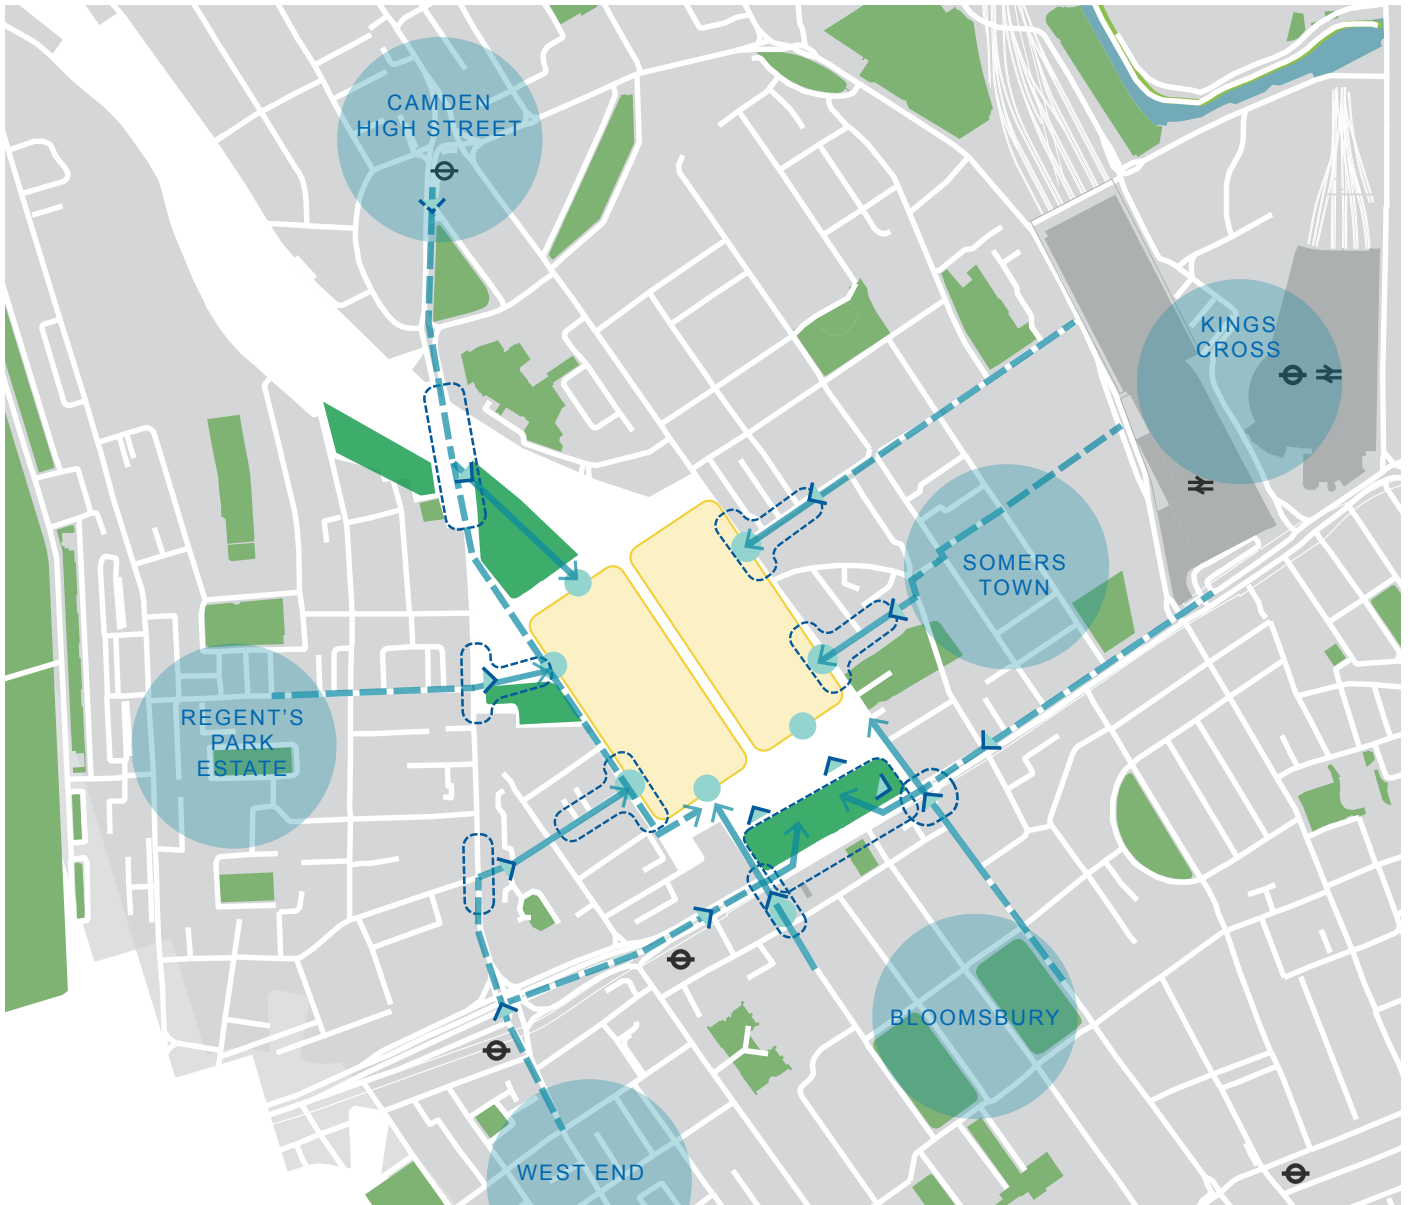 CAMDEN
HIGH STREET
KINGS
CROSS
SOMERS
TOWN
REGENT'S
PARK
ESTATE
BLOOMSBURY
WEST END